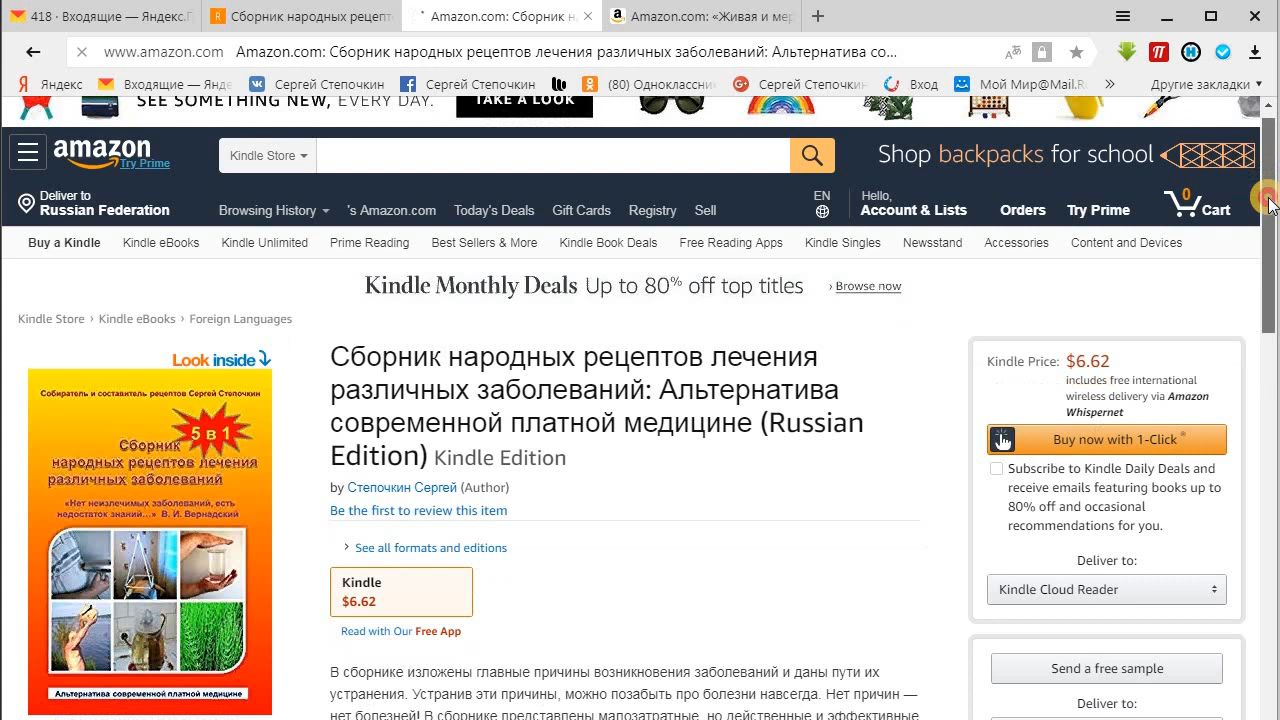 418 · Входящие — Яндекс.П
Сборник народных рецепт
Amazon.com: Сборник н
Amazon.com: «Живая и мер
www.amazon.com Amazon.com: Сборник народных рецептов лечения различных заболеваний: Альтернатива со...
Яндекс
Входящие — Янде
Сергей Степочкин
Сергей Степочкин
(80) Одноклассник
Сергей Степочкин
Вход
Мой Мир@Mail.Ru
»
Другие закладки
SEE SOMETHING NEW, EVERY DAY.
TAKE A LOOK
amazon
Try Prime
Kindle Store
Shop backpacks for school
Deliver to
Russian Federation
Browsing History
's Amazon.com
Today's Deals
Gift Cards
Registry
Sell
EN
Hello,
Account & Lists
Orders
Try Prime
0
Cart
Buy a Kindle
Kindle eBooks
Kindle Unlimited
Prime Reading
Best Sellers & More
Kindle Book Deals
Free Reading Apps
Kindle Singles
Newsstand
Accessories
Content and Devices
Kindle Monthly Deals Up to 80% off top titles › Browse now
Kindle Store › Kindle eBooks › Foreign Languages
Look inside
Собиратель и составитель рецептов Сергей Степочкин
5 в 1
Сборник
народных рецептов лечения
различных заболеваний
«Нет неизлечимых заболеваний, есть
недостаток знаний...» В. И. Вернадский
Альтернатива современной платной медицине
Сборник народных рецептов лечения
различных заболеваний: Альтернатива
современной платной медицине (Russian
Edition) Kindle Edition
by Степочкин Сергей (Author)
Be the first to review this item
› See all formats and editions
Kindle
$6.62
Read with Our Free App
В сборнике изложены главные причины возникновения заболеваний и даны пути их
устранения. Устранив эти причины, можно позабыть про болезни навсегда. Нет причин —
нет болезней! В сборнике представлены малозатратные, но действенные и эффективные
Kindle Price: $6.62
includes free international
wireless delivery via Amazon
Whispernet
Buy now with 1-Click ®
Subscribe to Kindle Daily Deals and
receive emails featuring books up to
80% off and occasional
recommendations for you.
Deliver to:
Kindle Cloud Reader
Send a free sample
Deliver to: